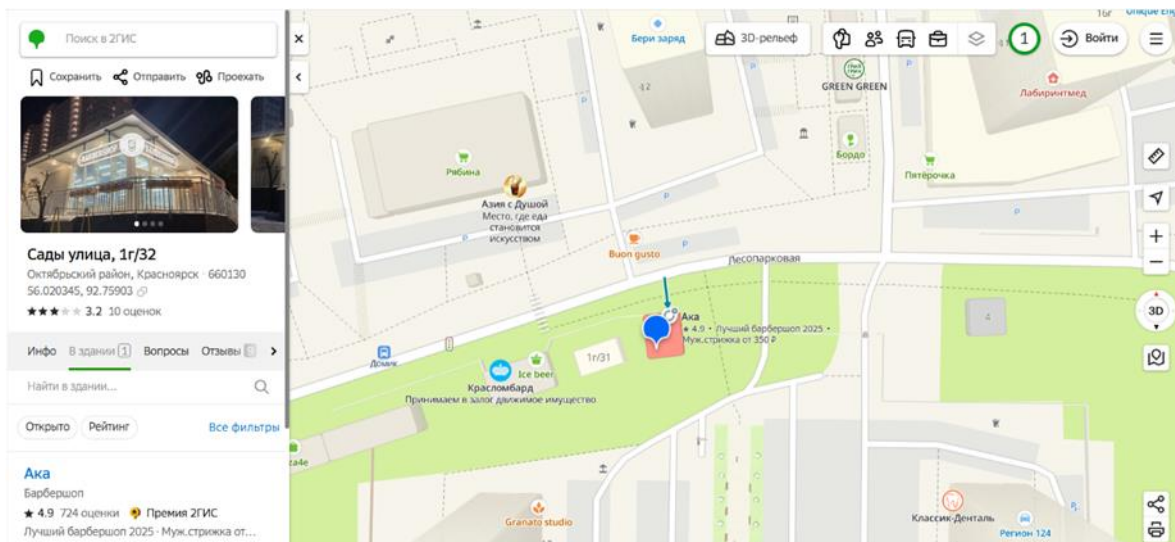 Поиск в 2ГИС
Сохранить
Отправить
Проехать
Сады улица, 1г/32
Октябрьский район, Красноярск · 660130
56.020345, 92.75903
3.2 10 оценок
Инфо
В здании 1
Вопросы
Отзывы
Найти в здании...
Открыто
Рейтинг
Все фильтры
Ака
Барбершоп
4.9 724 оценки Премия 2ГИС
Лучший барбершоп 2025 · Муж.стрижка от...
Бери заряд
3D-рельеф
1
Войти
16г
12
GREEN GREEN
Лабиринтмед
Бордо
Пятёрочка
Рябина
Азия с Душой
Место, где еда
становится
искусством
Buon gusto
Лесопарковая
Ака
4.9 • Лучший барбершоп 2025 •
Муж.стрижка от 350 ₽
4
3D
Домик
1г/31
Ice beer
Красломбард
Принимаем в залог движимое имущество
Granato studio
Классик-Денталь
Регион 124
P
P
P
P
P